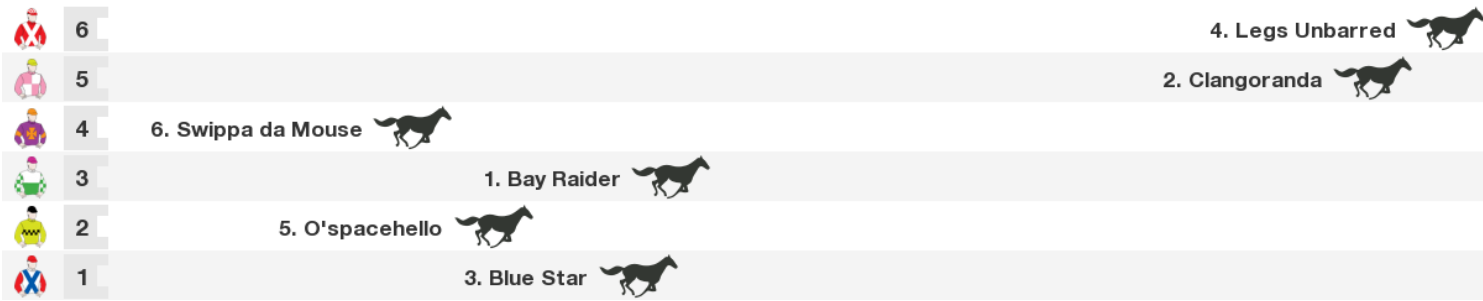 6 4. Legs Unbarred
5 2. Clangoranda
4 6. Swippa da Mouse
3 1. Bay Raider
2 5. O'spacehello
1 3. Blue Star